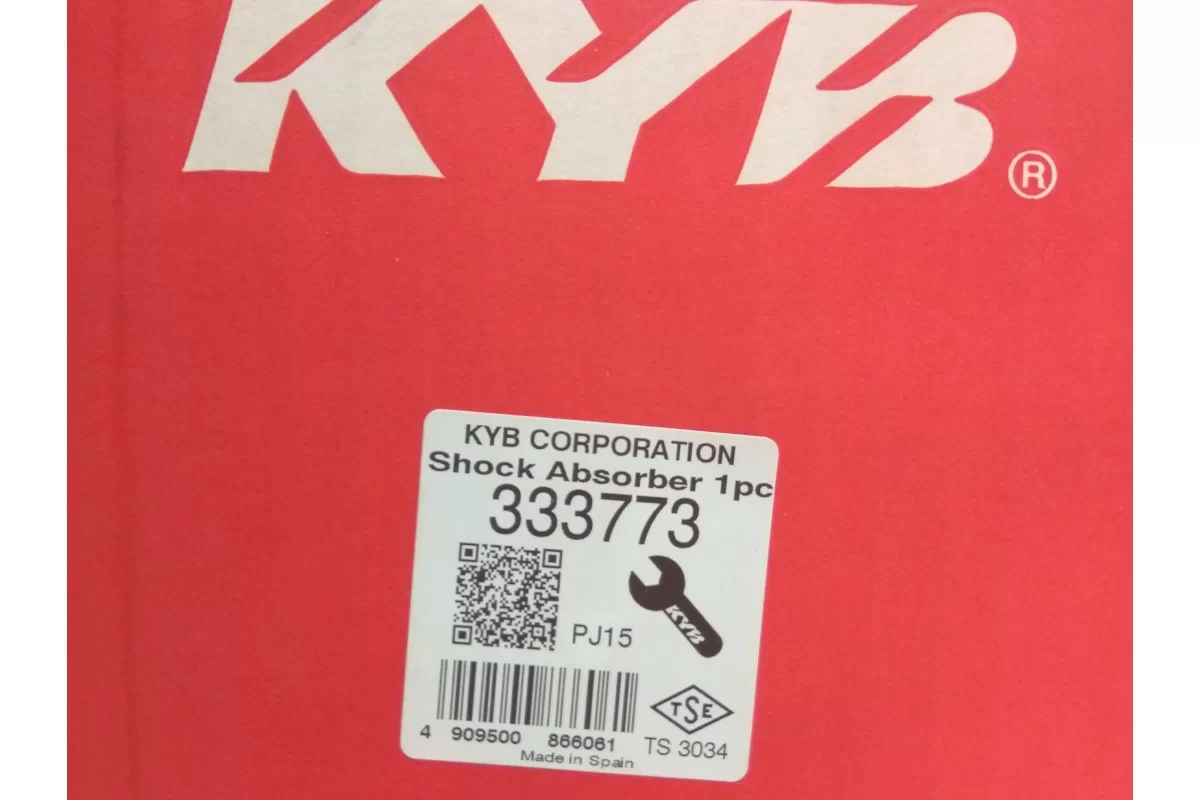 KYB®
KYB CORPORATION
Shock Absorber 1pc
333773
KYB
PJ15
TSE
4 909500 866061
TS 3034
Made in Spain